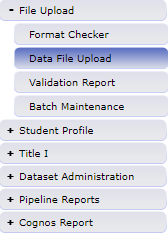 - File Upload
Format Checker
Data File Upload
Validation Report
Batch Maintenance
+ Student Profile
+ Title I
+ Dataset Administration
+ Pipeline Reports
+ Cognos Report